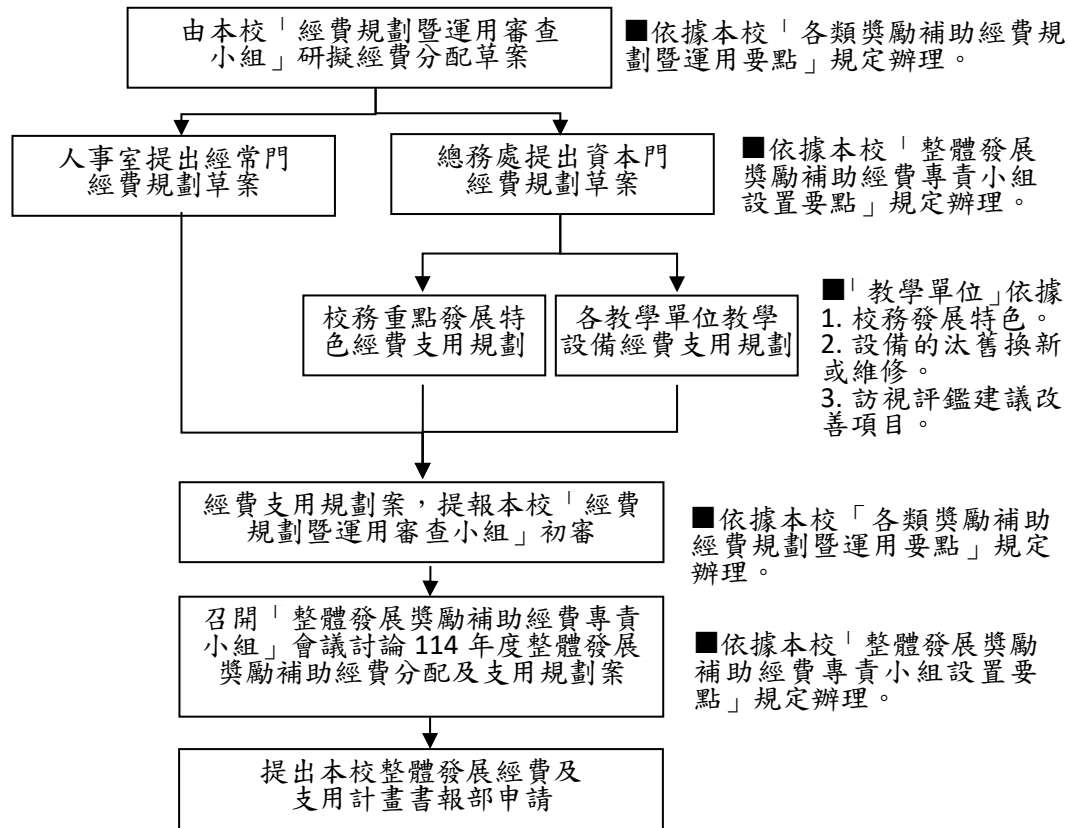 由本校「經費規劃暨運用審查
小組」研擬經費分配草案
■依據本校「各類獎勵補助經費規
劃暨運用要點」規定辦理。
人事室提出經常門
經費規劃草案
總務處提出資本門
經費規劃草案
■依據本校「整體發展
獎勵補助經費專責小組
設置要點」規定辦理。
校務重點發展特
色經費支用規劃
各教學單位教學
設備經費支用規劃
■「教學單位」依據
1. 校務發展特色。
2. 設備的汰舊換新
或維修。
3. 訪視評鑑建議改
善項目。
經費支用規劃案，提報本校「經費
規劃暨運用審查小組」初審
■依據本校「各類獎勵補助
經費規劃暨運用要點」規定
辦理。
召開「整體發展獎勵補助經費專責
小組」會議討論 114 年度整體發展
獎勵補助經費分配及支用規劃案
■依據本校「整體發展獎勵
補助經費專責小組設置要
點」規定辦理。
提出本校整體發展經費及
支用計畫書報部申請